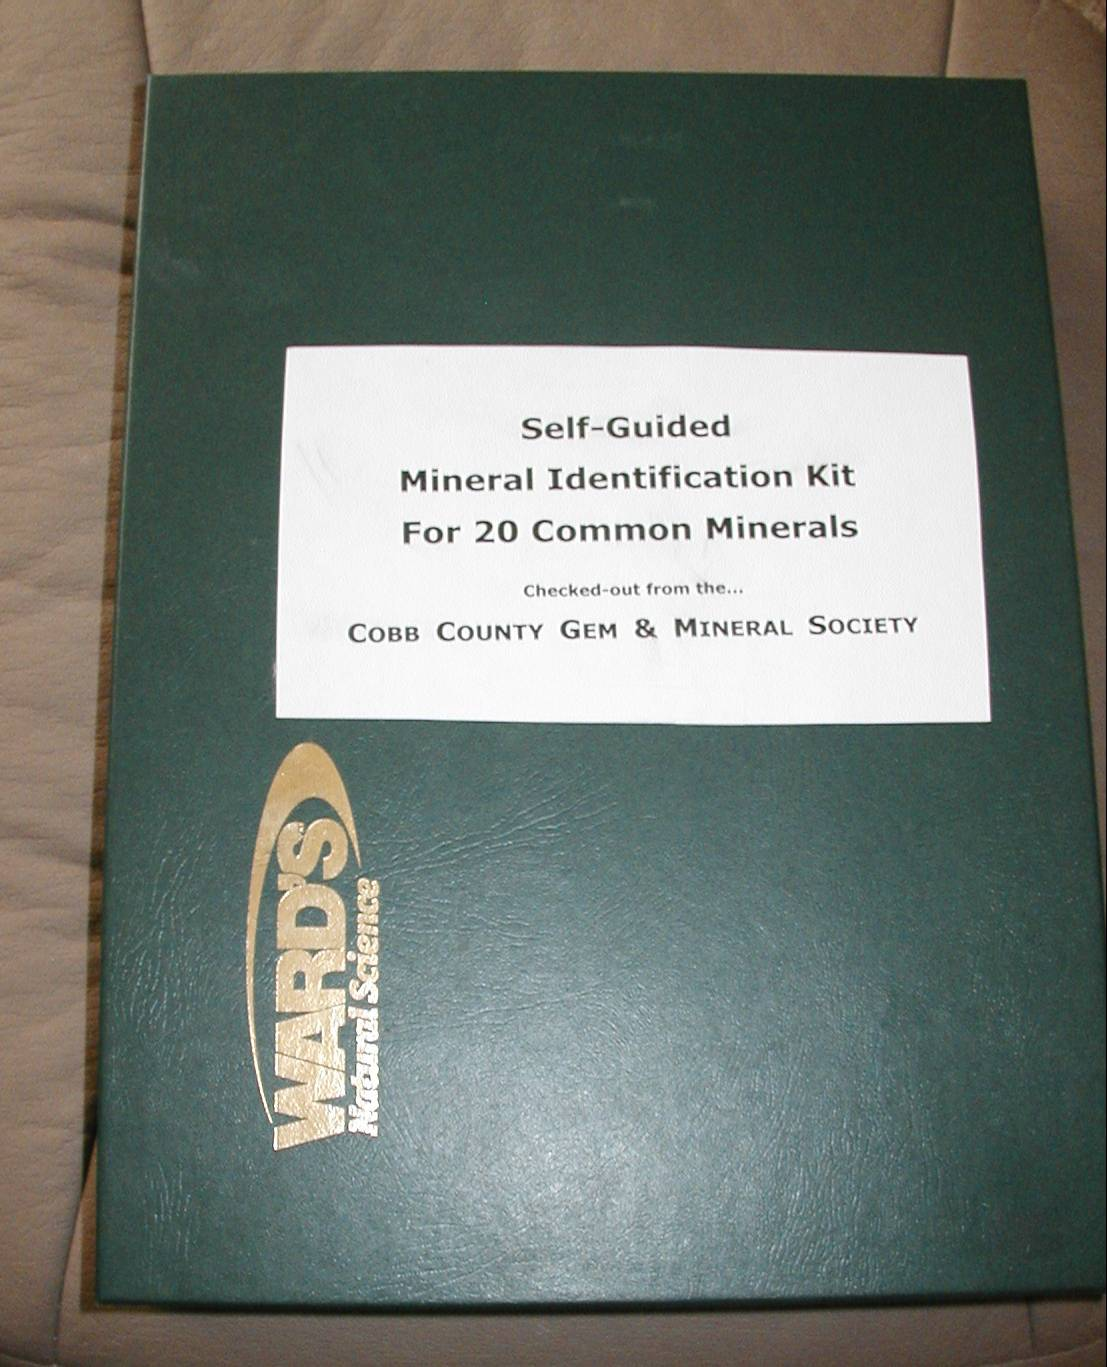 Self-Guided
Mineral Identification Kit
For 20 Common Minerals
Checked-out from the...
COBB COUNTY GEM & MINERAL SOCIETY
WARD'S
Natural Science